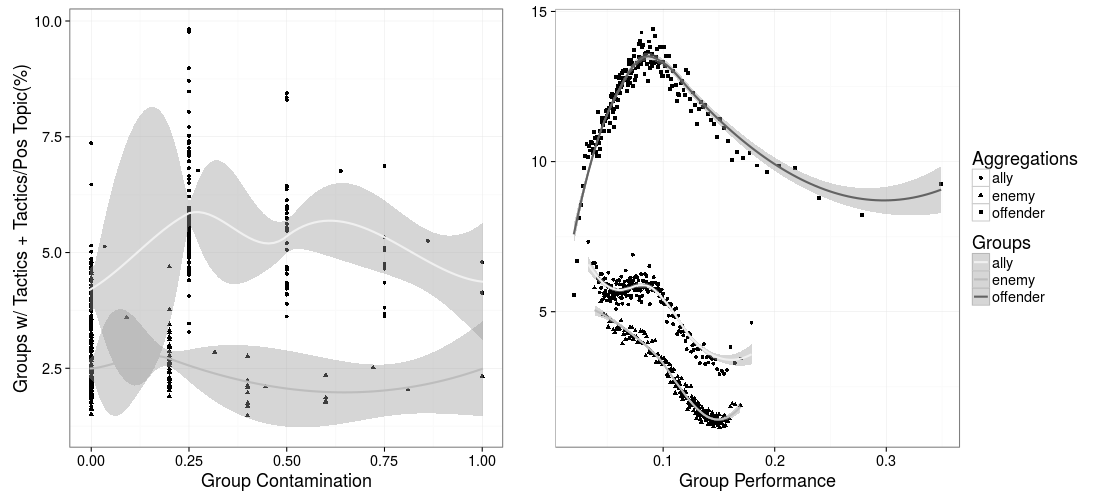 Groups w/ Tactics + Tactics/Pos Topic(%)
10.0
7.5
5.0
2.5
0.00 0.25 0.50 0.75 1.00
Group Contamination
15
10
5
0.1 0.2 0.3
Group Performance
Aggregations
ally
enemy
offender
Groups
ally
enemy
offender